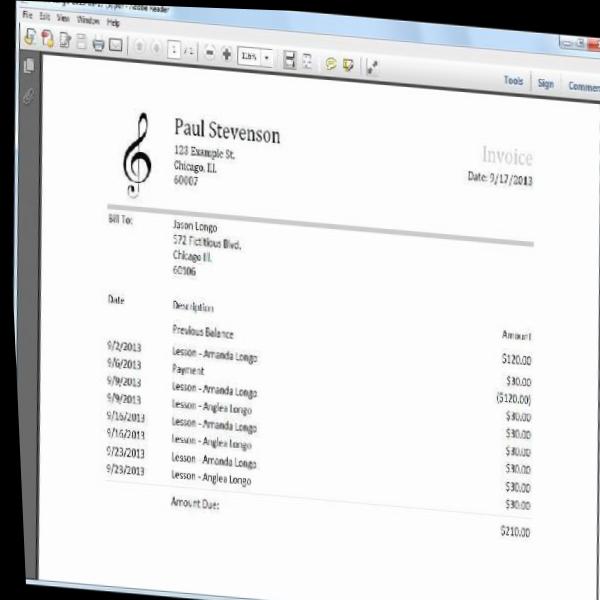 Adobe Reader
File Edit View Window Help
1 / 1
Tools Sign
Paul Stevenson
123 Example St.
Chicago, Ill.
60007
Invoice
Date: 9/17/2013
Bill To: Jason Longo
572 Fictitious Blvd.
Chicago Ill.
60106
Date Description Amount
Previous Balance $120.00
9/2/2013 Lesson - Amanda Longo $30.00
9/6/2013 Payment ($120.00)
9/9/2013 Lesson - Amanda Longo $30.00
9/9/2013 Lesson - Anglea Longo $30.00
9/16/2013 Lesson - Amanda Longo $30.00
9/16/2013 Lesson - Anglea Longo $30.00
9/23/2013 Lesson - Amanda Longo $30.00
9/23/2013 Lesson - Anglea Longo $30.00
Amount Due: $210.00